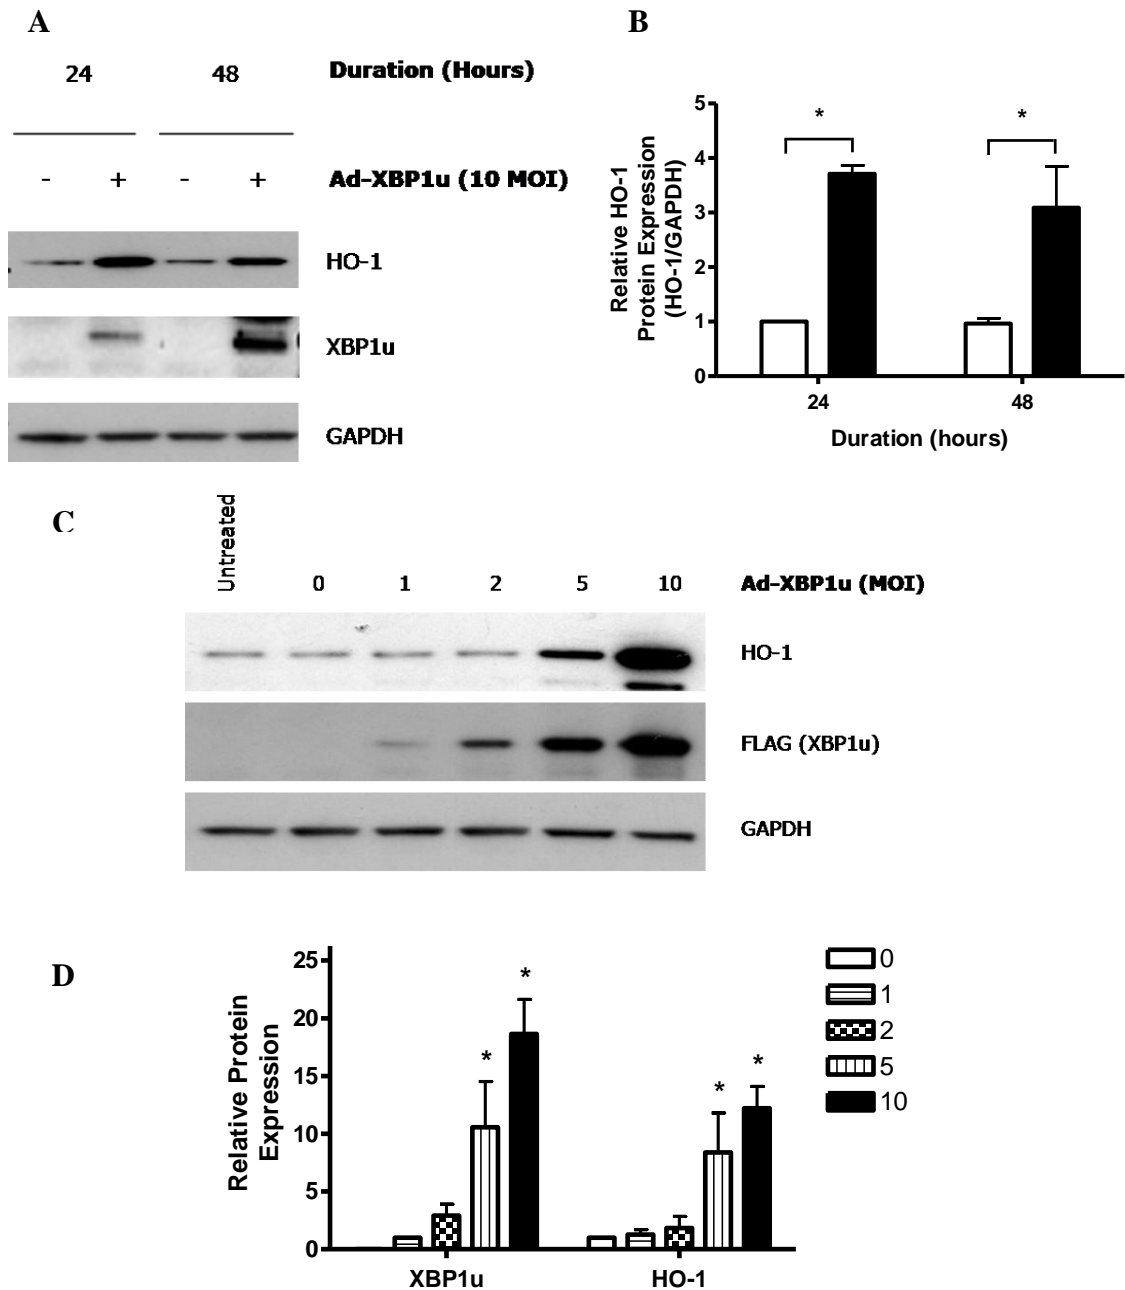 A
24 48 Duration (Hours)
- + - + Ad-XBP1u (10 MOI)
HO-1
XBP1u
GAPDH
B
Relative HO-1
Protein Expression
(HO-1/GAPDH)
5
4
3
2
1
0
* *
24 48
Duration (hours)
C
Untreated 0 1 2 5 10 Ad-XBP1u (MOI)
HO-1
FLAG (XBP1u)
GAPDH
D
Relative Protein
Expression
25
20
15
10
5
0
* * * *
XBP1u HO-1
0
1
2
5
10